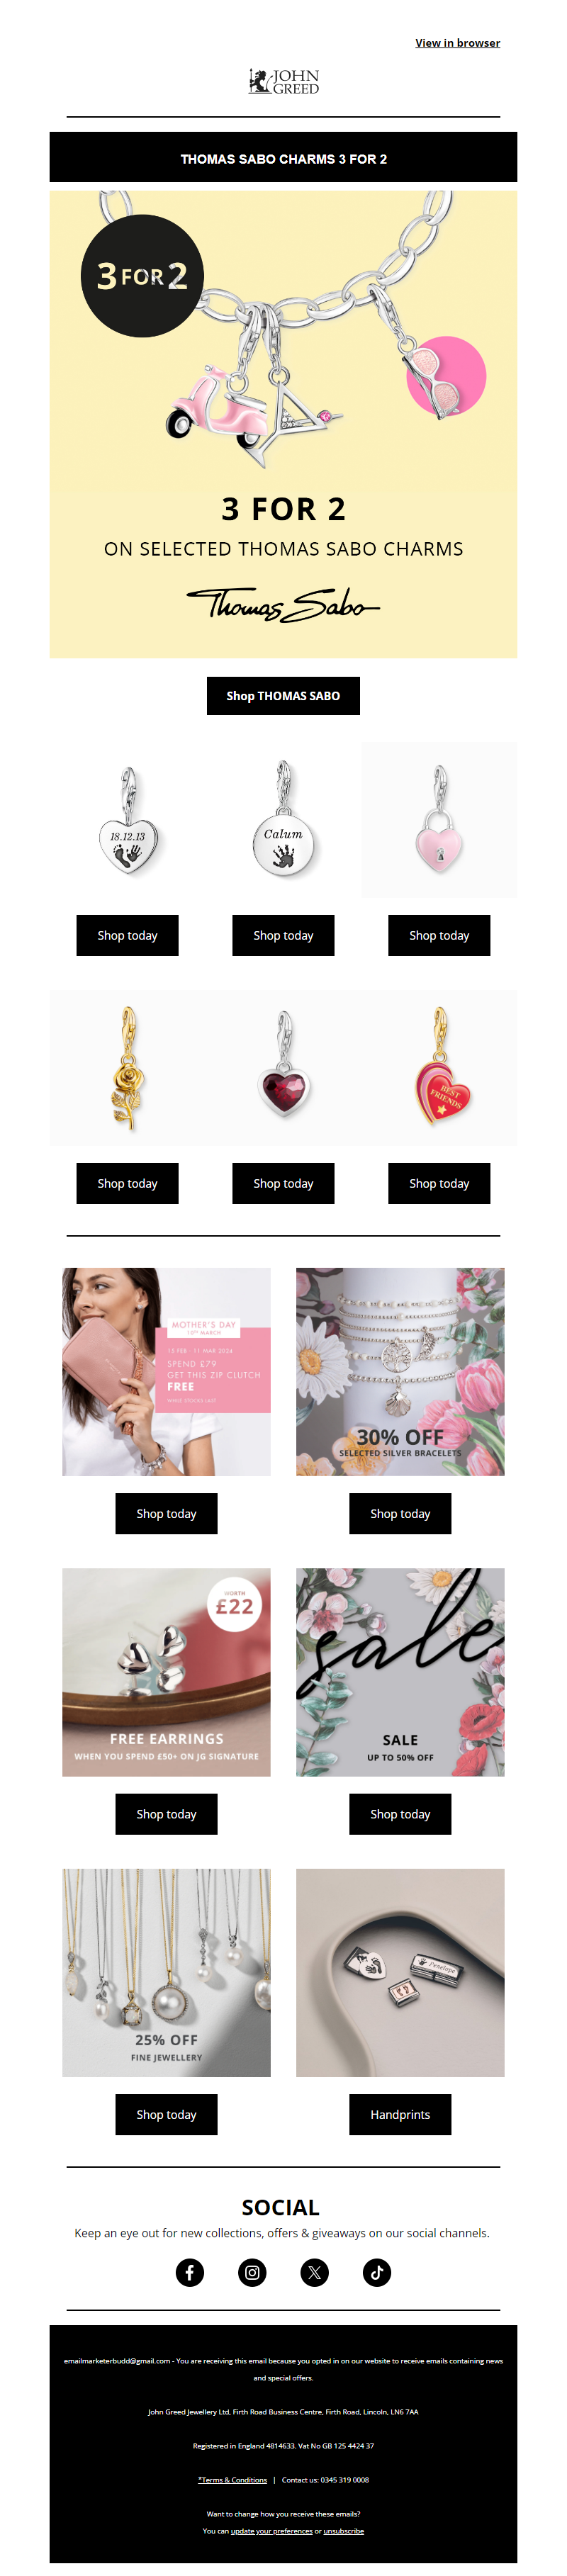 View in browser
JOHN
GREED
THOMAS SABO CHARMS 3 FOR 2
3 FOR 2
3 FOR 2
ON SELECTED THOMAS SABO CHARMS
Thomas Sabo
Shop THOMAS SABO
18.12.13
Calum
Shop today
Shop today
Shop today
BEST
FRIENDS
Shop today
Shop today
Shop today
MOTHER'S DAY
10TH MARCH
13 FEB - 11 MAR 2024
SPEND £79
GET THIS ZIP CLUTCH
FREE
WHILE STOCKS LAST
30% OFF
SELECTED SILVER BRACELETS
Shop today
Shop today
WORTH
£22
FREE EARRINGS
WHEN YOU SPEND £50+ ON JG SIGNATURE
sale
SALE
UP TO 50% OFF
Shop today
Shop today
25% OFF
FINE JEWELLERY
Penelope
Shop today
Handprints
SOCIAL
Keep an eye out for new collections, offers & giveaways on our social channels.
emailmarketerbudd@gmail.com - You are receiving this email because you opted in on our website to receive emails containing news
and special offers.
John Greed Jewellery Ltd, Firth Road Business Centre, Firth Road, Lincoln, LN6 7AA
Registered in England 4814633. Vat No GB 125 4424 37
*Terms & Conditions | Contact us: 0345 319 0008
Want to change how you receive these emails?
You can update your preferences or unsubscribe